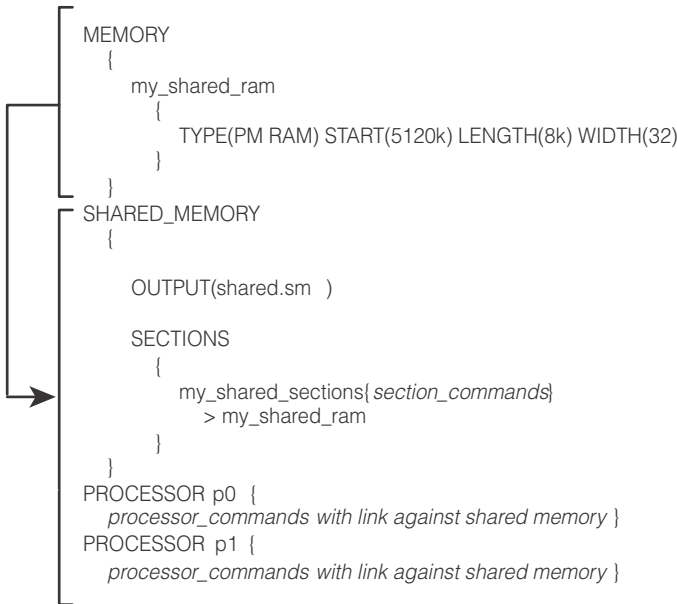 MEMORY
{
my_shared_ram
{
TYPE(PM RAM) START(5120k) LENGTH(8k) WIDTH(32)
}
}
SHARED_MEMORY
{
OUTPUT(shared.sm )
SECTIONS
{
my_shared_sections{section_commands}
> my_shared_ram
}
}
PROCESSOR p0 {
processor_commands with link against shared memory }
PROCESSOR p1 {
processor_commands with link against shared memory }